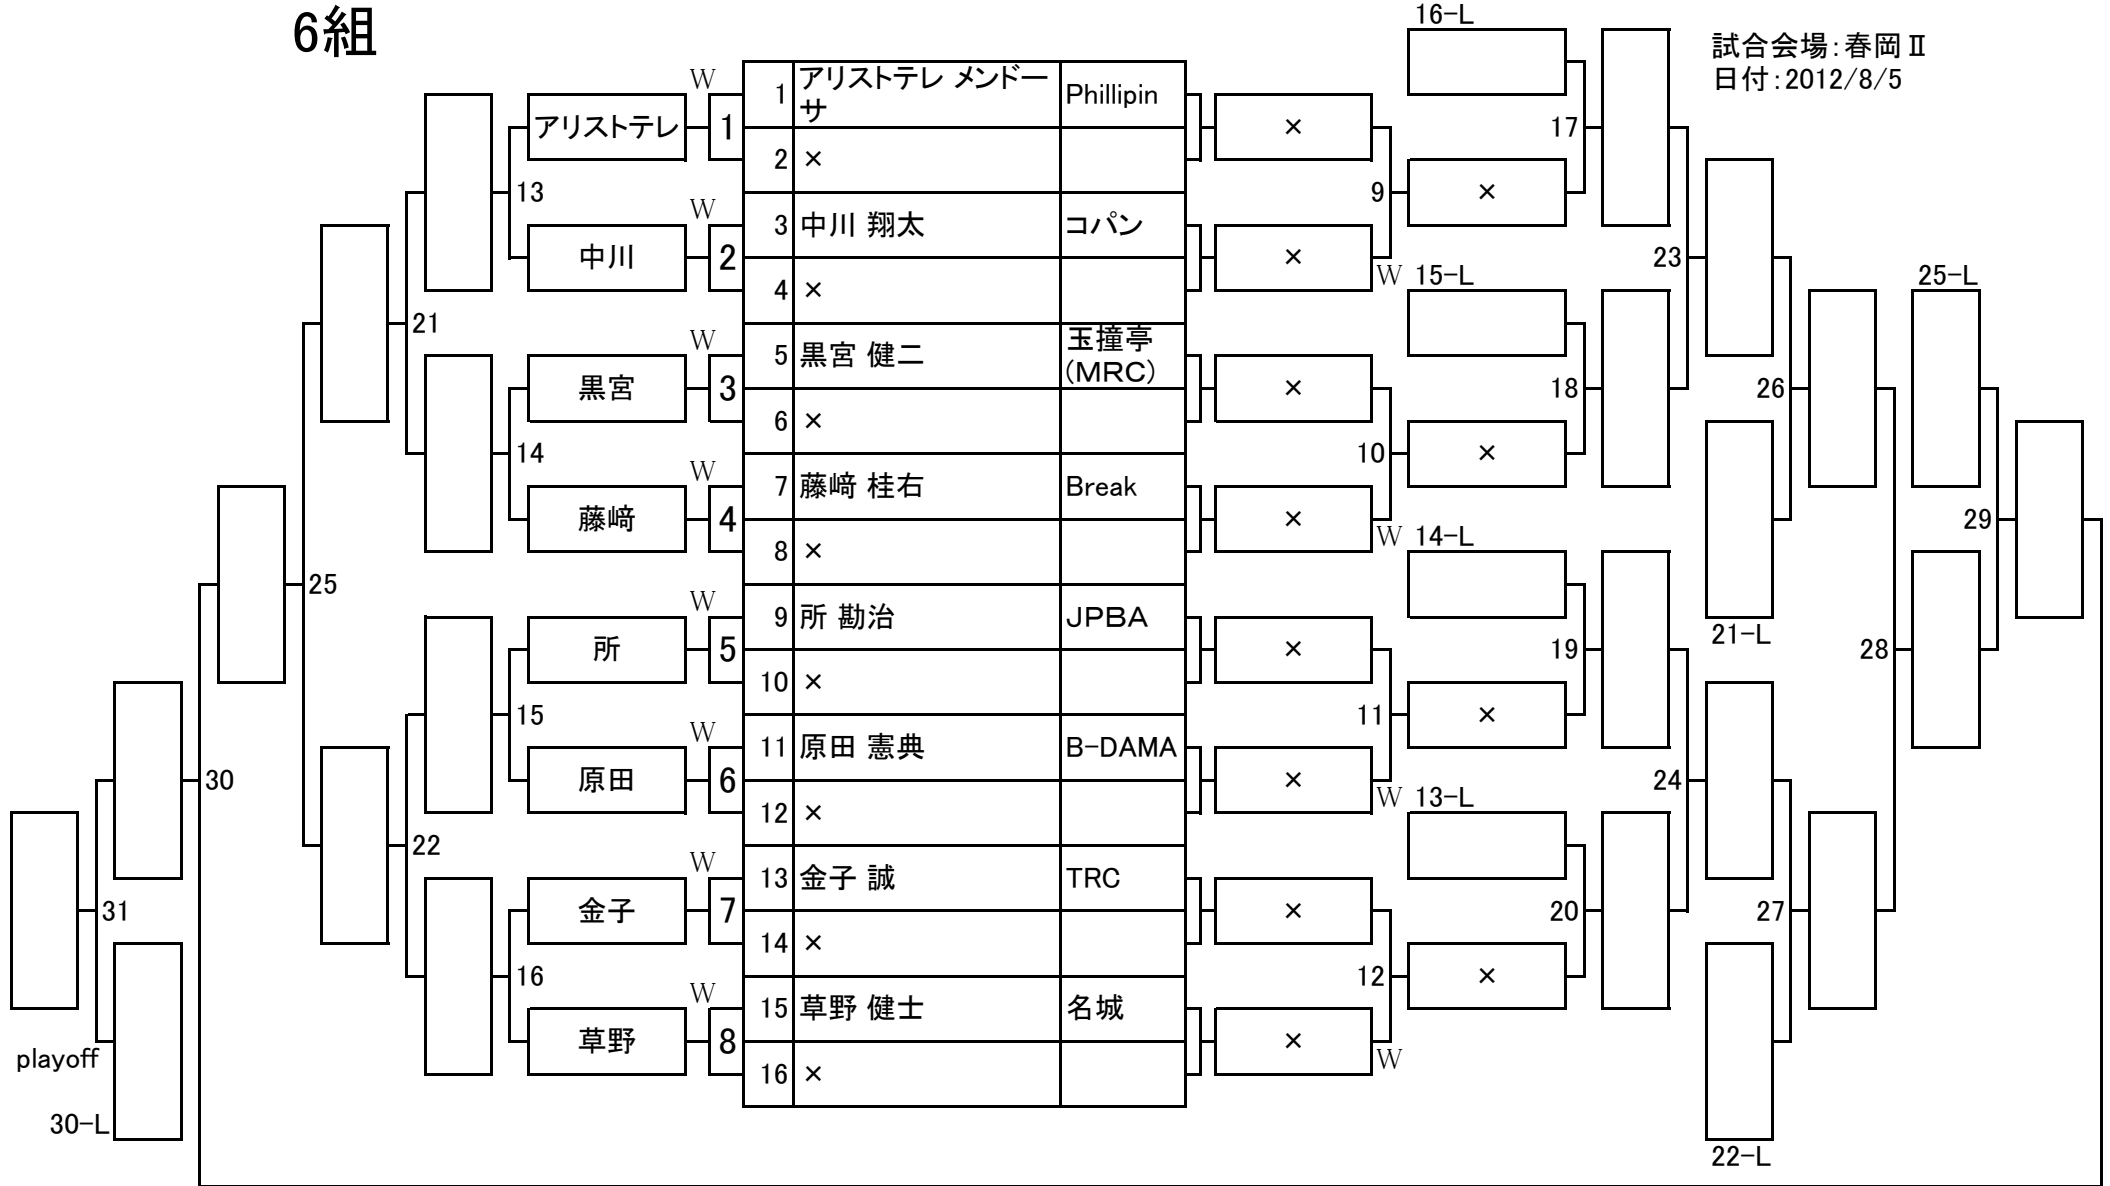 6組
試合会場：春岡Ⅱ
日付：2012/8/5
1 アリストテレ メンドー
サ Phillipin
2 ×
3 中川 翔太 コパン
4 ×
5 黒宮 健二 玉撞亭
(ＭＲＣ)
6 ×
7 藤﨑 桂右 Break
8 ×
9 所 勘治 ＪＰＢＡ
10 ×
11 原田 憲典 B-DAMA
12 ×
13 金子 誠 TRC
14 ×
15 草野 健士 名城
16 ×
W
アリストテレ 1
13
W
中川 2
21
W
黒宮 3
14
W
藤﨑 4
25
W
所 5
15
W
原田 6
30
22
W
金子 7
31
16
W
草野 8
playoff
30-L
16-L
×
17
9
×
×
W
15-L
23
25-L
×
18
10
×
26
×
W
14-L
29
×
19
11
×
21-L
28
×
W
13-L
24
×
20
12
×
27
×
W
22-L